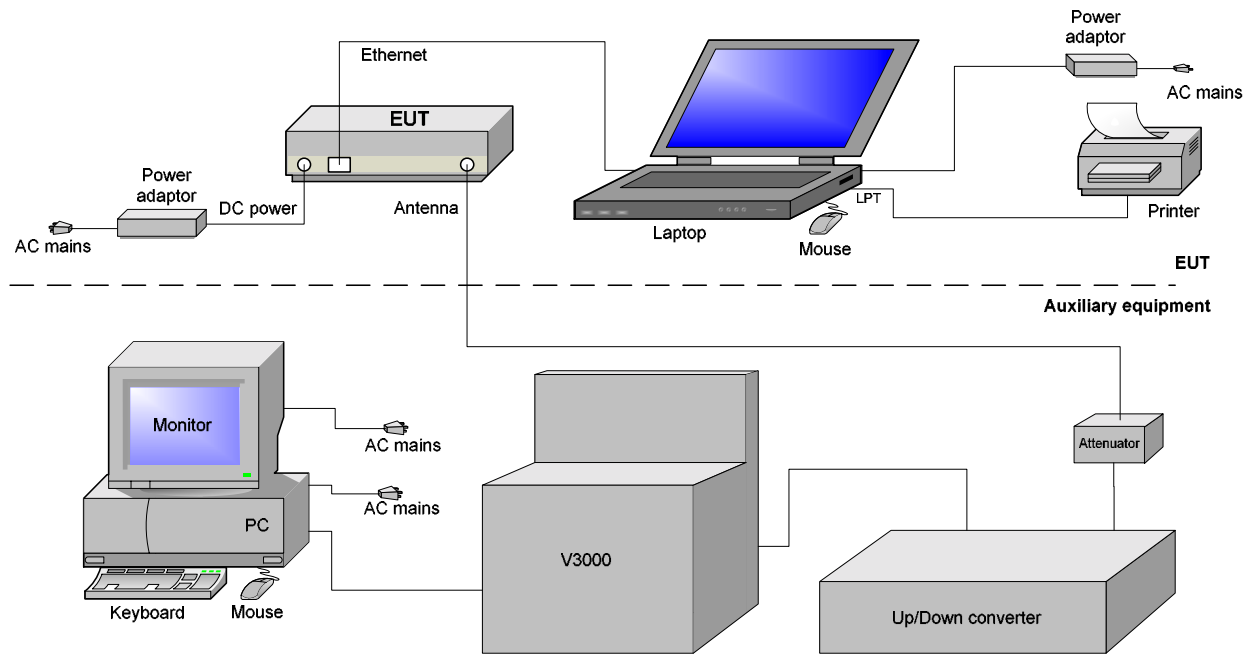 Power
adaptor
Ethernet
AC mains
EUT
Power
adaptor
DC power
Antenna
AC mains
LPT
Laptop
Mouse
Printer
EUT
Auxiliary equipment
Monitor
AC mains
Attenuator
AC mains
PC
V3000
Keyboard
Mouse
Up/Down converter